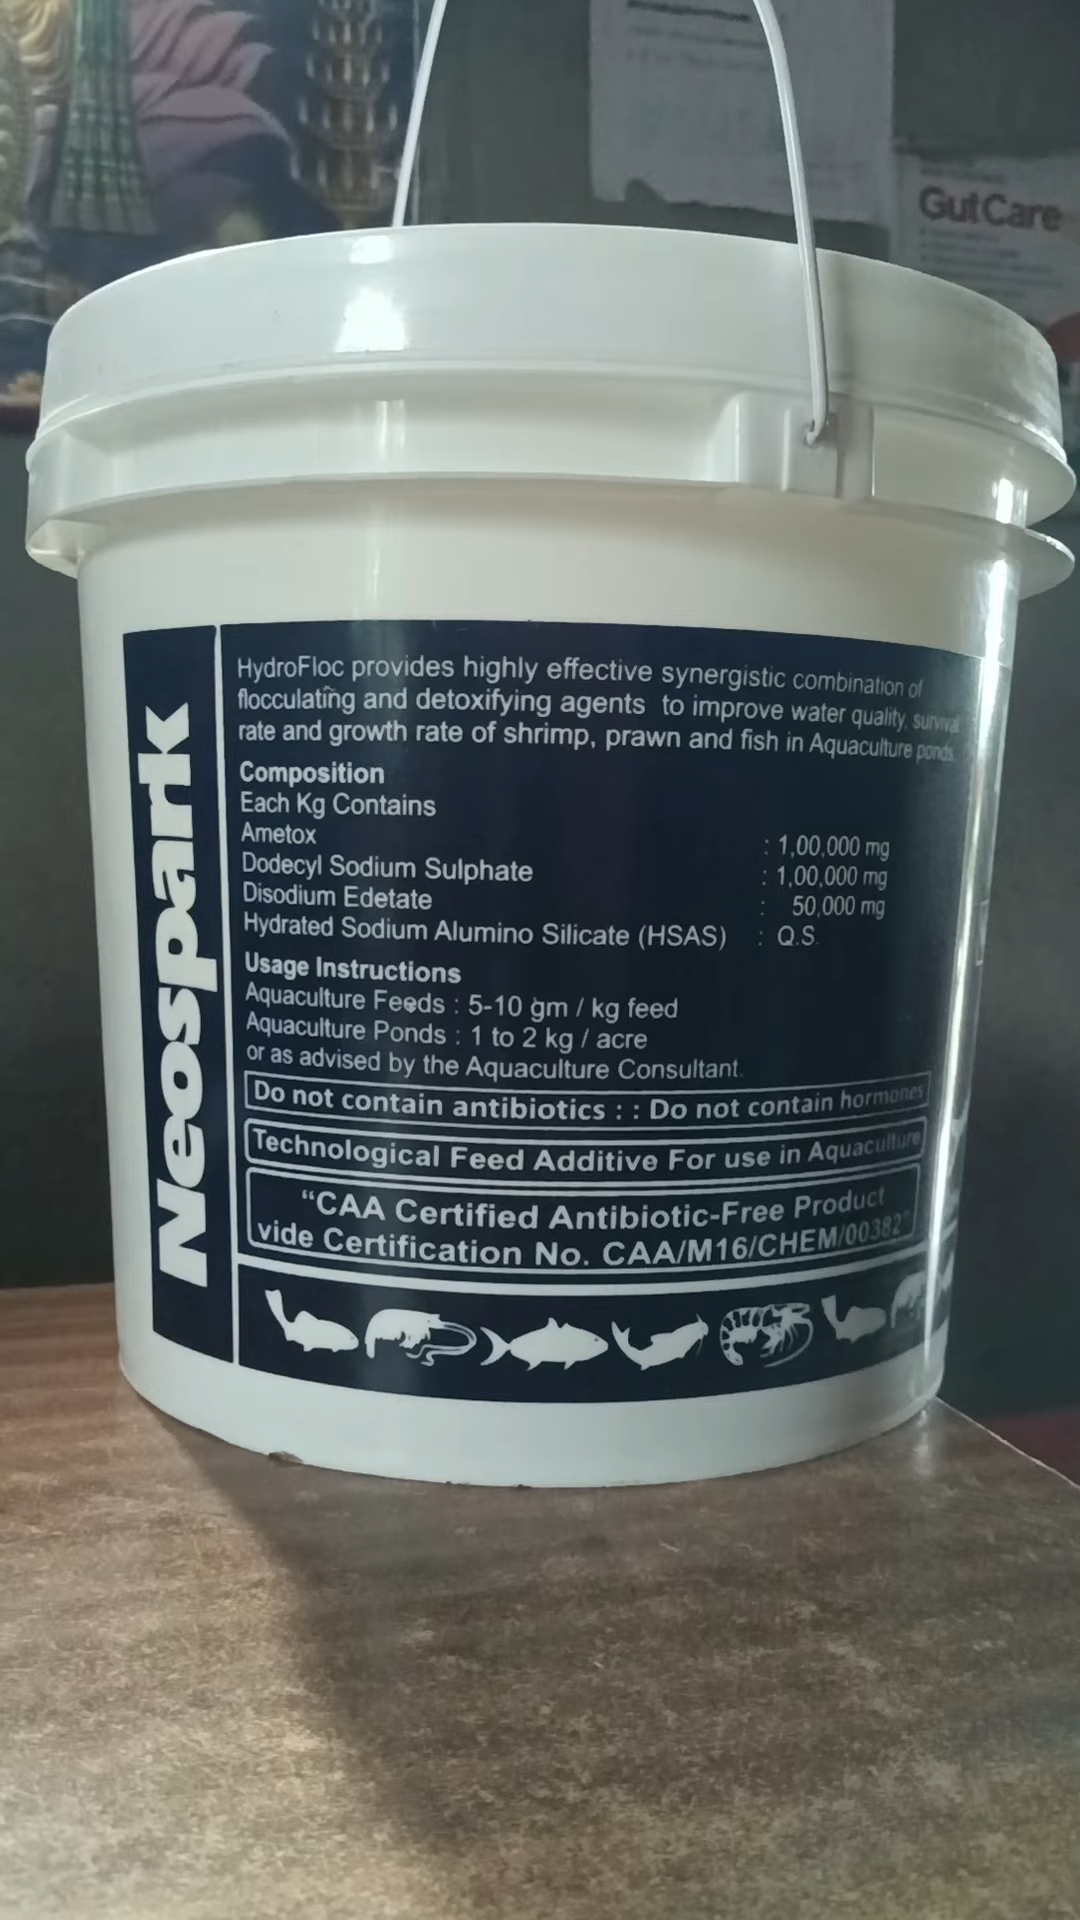 GutCare
Neospark
HydroFloc provides highly effective synergistic combination of
flocculating and detoxifying agents to improve water quality, survival
rate and growth rate of shrimp, prawn and fish in Aquaculture ponds.
Composition
Each Kg Contains
Ametox : 1,00,000 mg
Dodecyl Sodium Sulphate : 1,00,000 mg
Disodium Edetate : 50,000 mg
Hydrated Sodium Alumino Silicate (HSAS) : Q.S.
Usage Instructions
Aquaculture Feeds : 5-10 gm / kg feed
Aquaculture Ponds : 1 to 2 kg / acre
or as advised by the Aquaculture Consultant.
Do not contain antibiotics : : Do not contain hormones
Technological Feed Additive For use in Aquaculture
“CAA Certified Antibiotic-Free Product
vide Certification No. CAA/M16/CHEM/00382”